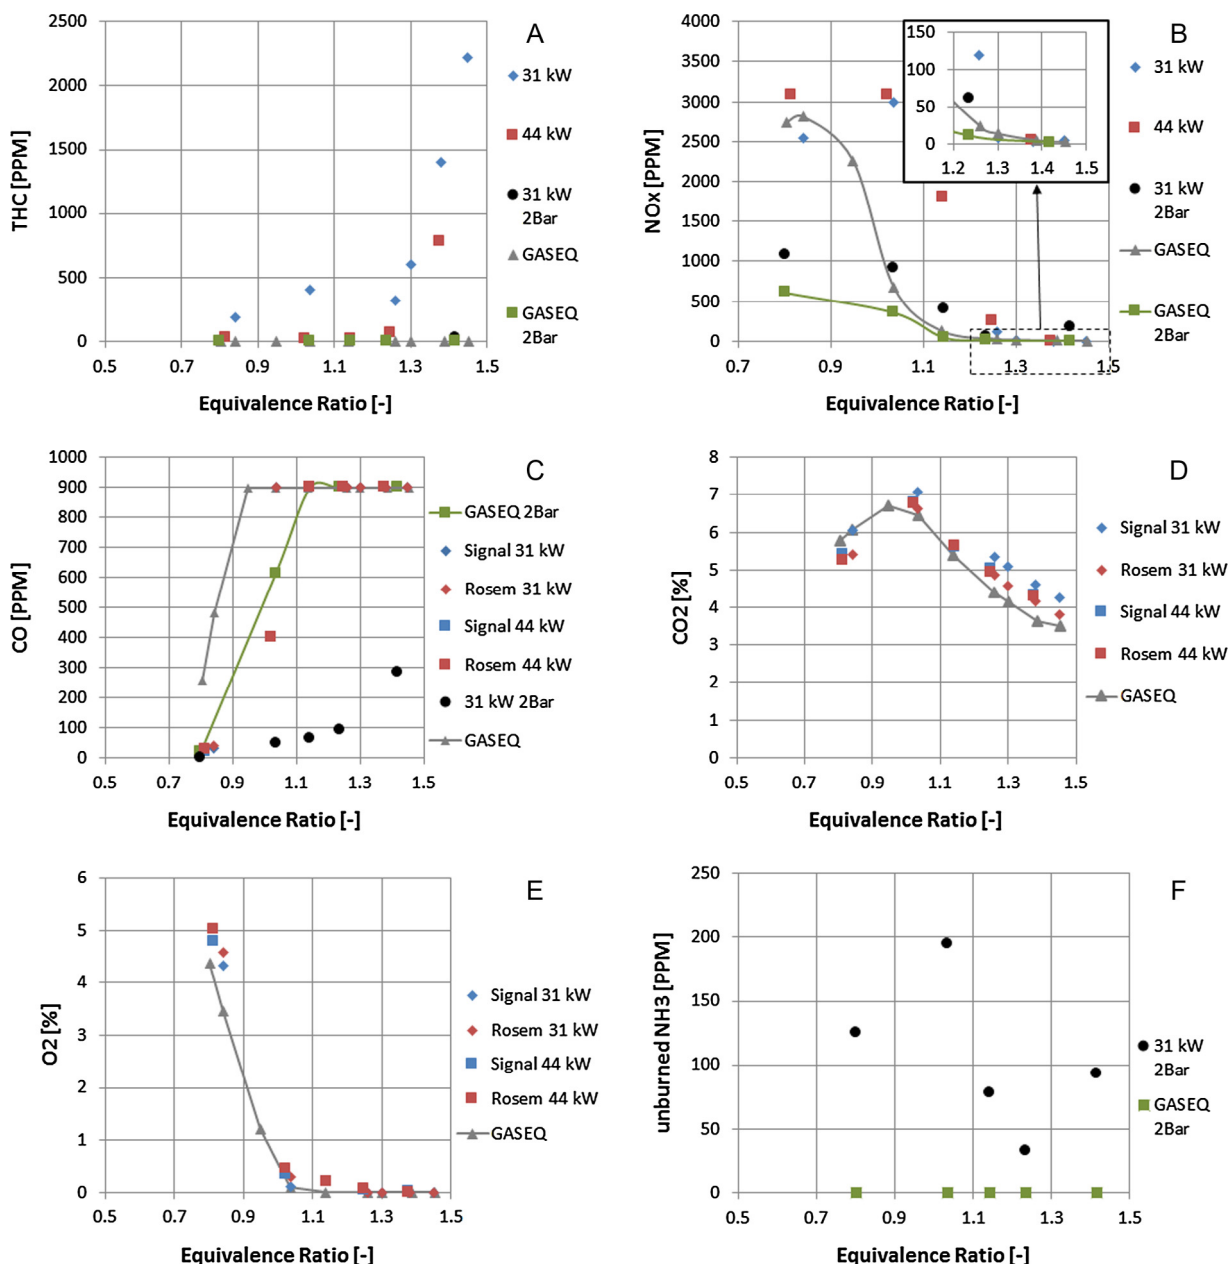 A
2500
2000
1500
1000
500
0
THC [PPM]
0.7 0.9 1.1 1.3 1.5
Equivalence Ratio [-]
31 kW
44 kW
31 kW
2Bar
GASEQ
GASEQ
2Bar
B
4000
3500
3000
2500
2000
1500
1000
500
0
NOx [PPM]
0.7 0.9 1.1 1.3 1.5
Equivalence Ratio [-]
150
100
50
0
1.2 1.3 1.4 1.5
31 kW
44 kW
31 kW
2Bar
GASEQ
GASEQ
2Bar
C
1000
900
800
700
600
500
400
300
200
100
0
CO [PPM]
0.5 0.7 0.9 1.1 1.3 1.5
Equivalence Ratio [-]
GASEQ 2Bar
Signal 31 kW
Rosem 31 kW
Signal 44 kW
Rosem 44 kW
31 kW 2Bar
GASEQ
D
8
7
6
5
4
3
2
1
0
CO2 [%]
0.5 0.7 0.9 1.1 1.3 1.5
Equivalence Ratio [-]
Signal 31 kW
Rosem 31 kW
Signal 44 kW
Rosem 44 kW
GASEQ
E
6
5
4
3
2
1
0
O2 [%]
0.5 0.7 0.9 1.1 1.3 1.5
Equivalence Ratio [-]
Signal 31 kW
Rosem 31 kW
Signal 44 kW
Rosem 44 kW
GASEQ
F
250
200
150
100
50
0
unburned NH3 [PPM]
0.5 0.7 0.9 1.1 1.3 1.5
Equivalence Ratio [-]
31 kW
2Bar
GASEQ
2Bar